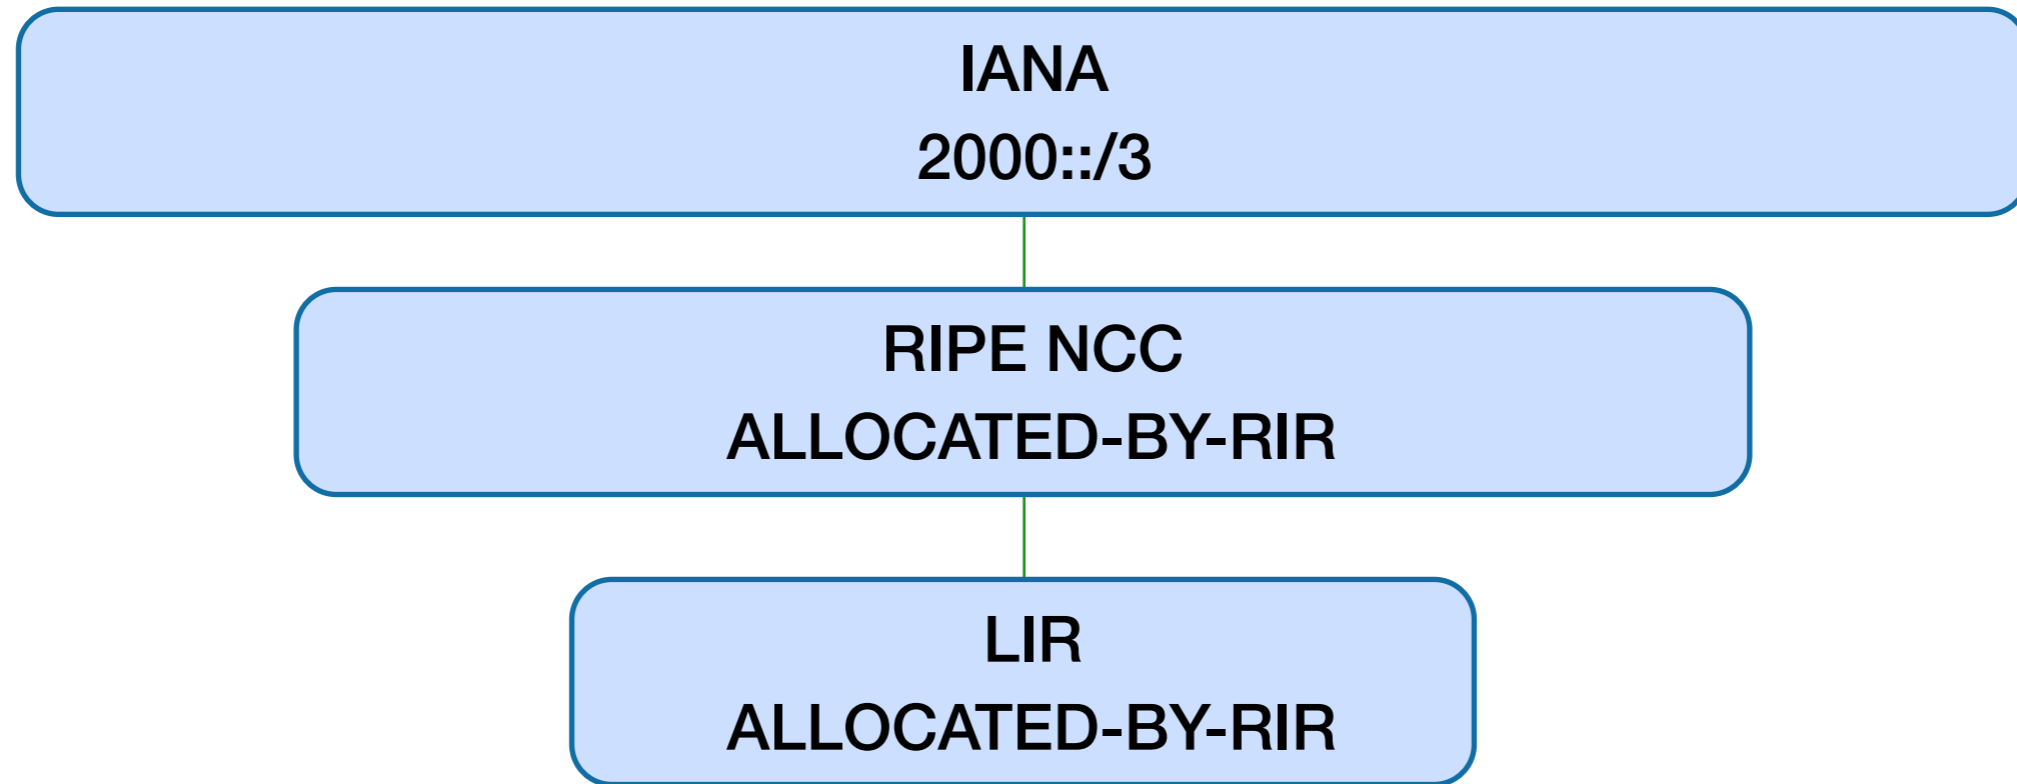 IANA
2000::/3
RIPE NCC
ALLOCATED-BY-RIR
LIR
ALLOCATED-BY-RIR